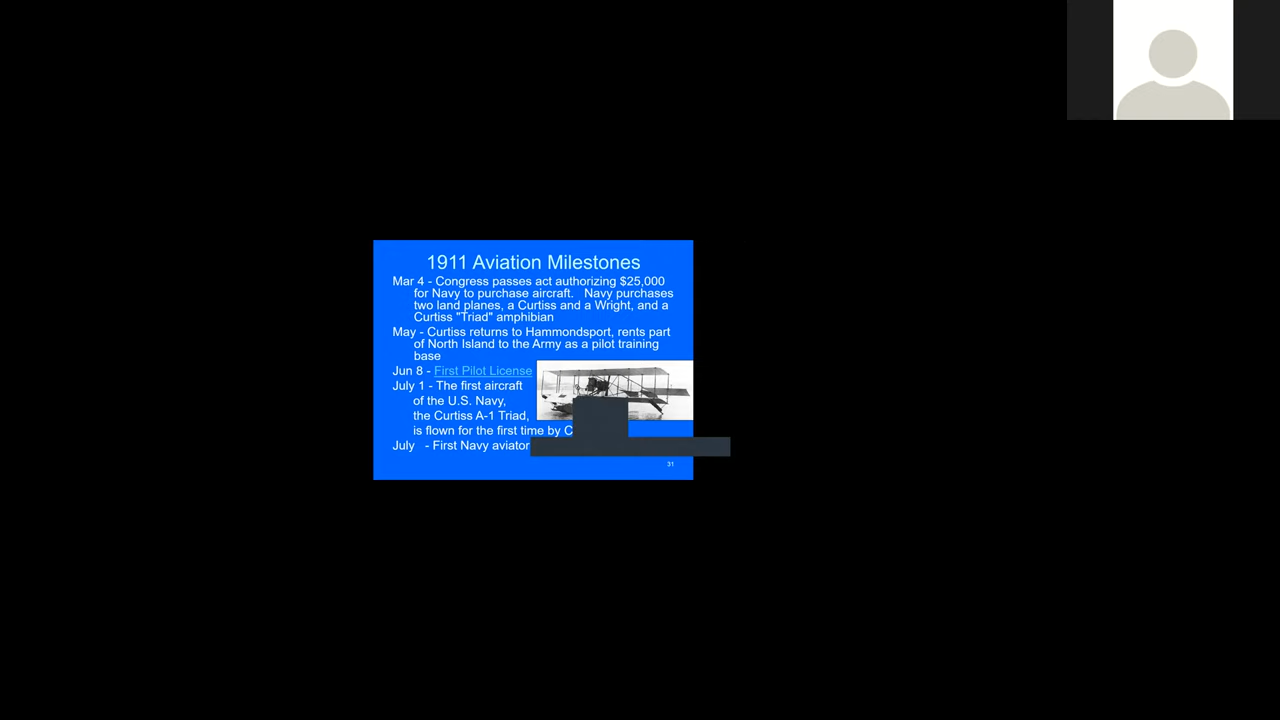 1911 Aviation Milestones
Mar 4 - Congress passes act authorizing $25,000
for Navy to purchase aircraft. Navy purchases
two land planes, a Curtiss and a Wright, and a
Curtiss "Triad" amphibian
May - Curtiss returns to Hammondsport, rents part
of North Island to the Army as a pilot training
base
Jun 8 - First Pilot License
July 1 - The first aircraft
of the U.S. Navy,
the Curtiss A-1 Triad,
is flown for the first time by
July - First Navy aviator
31